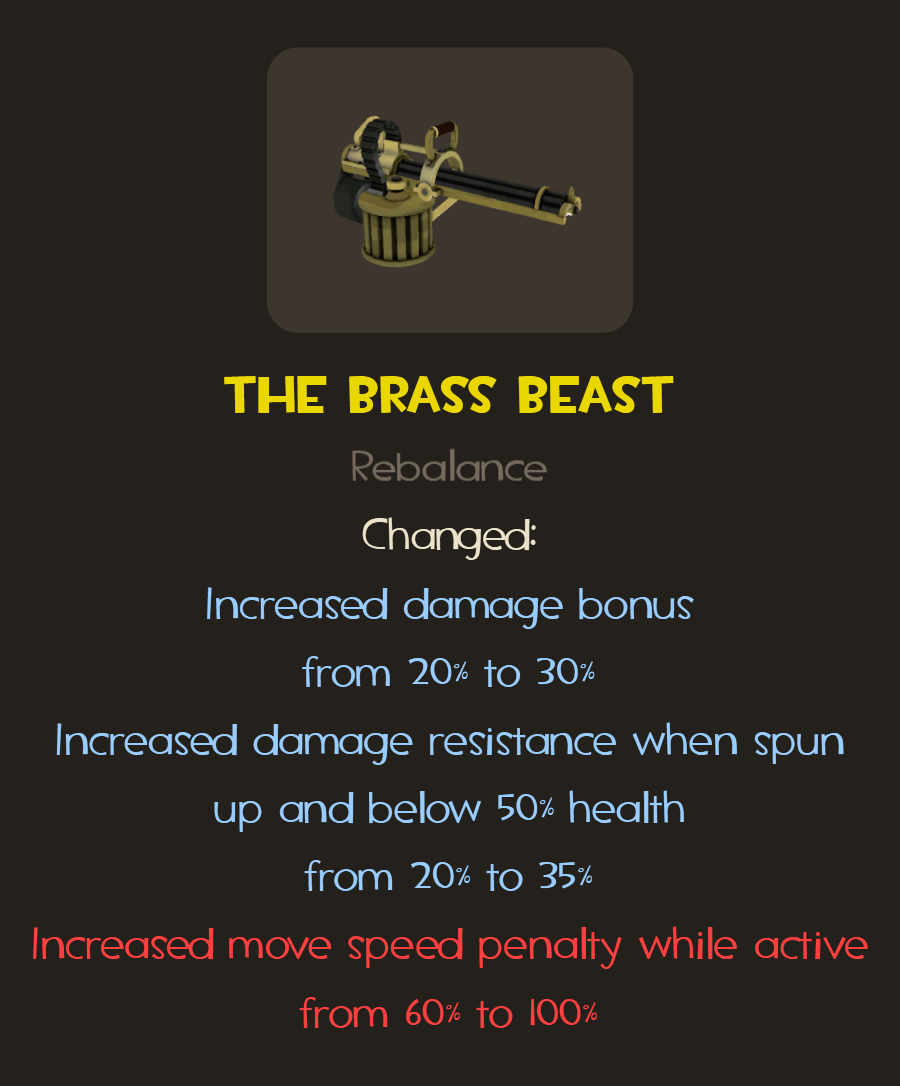 THE BRASS BEAST
Rebalance
Changed:
Increased damage bonus
from 20% to 30%
Increased damage resistance when spun
up and below 50% health
from 20% to 35%
Increased move speed penalty while active
from 60% to 100%